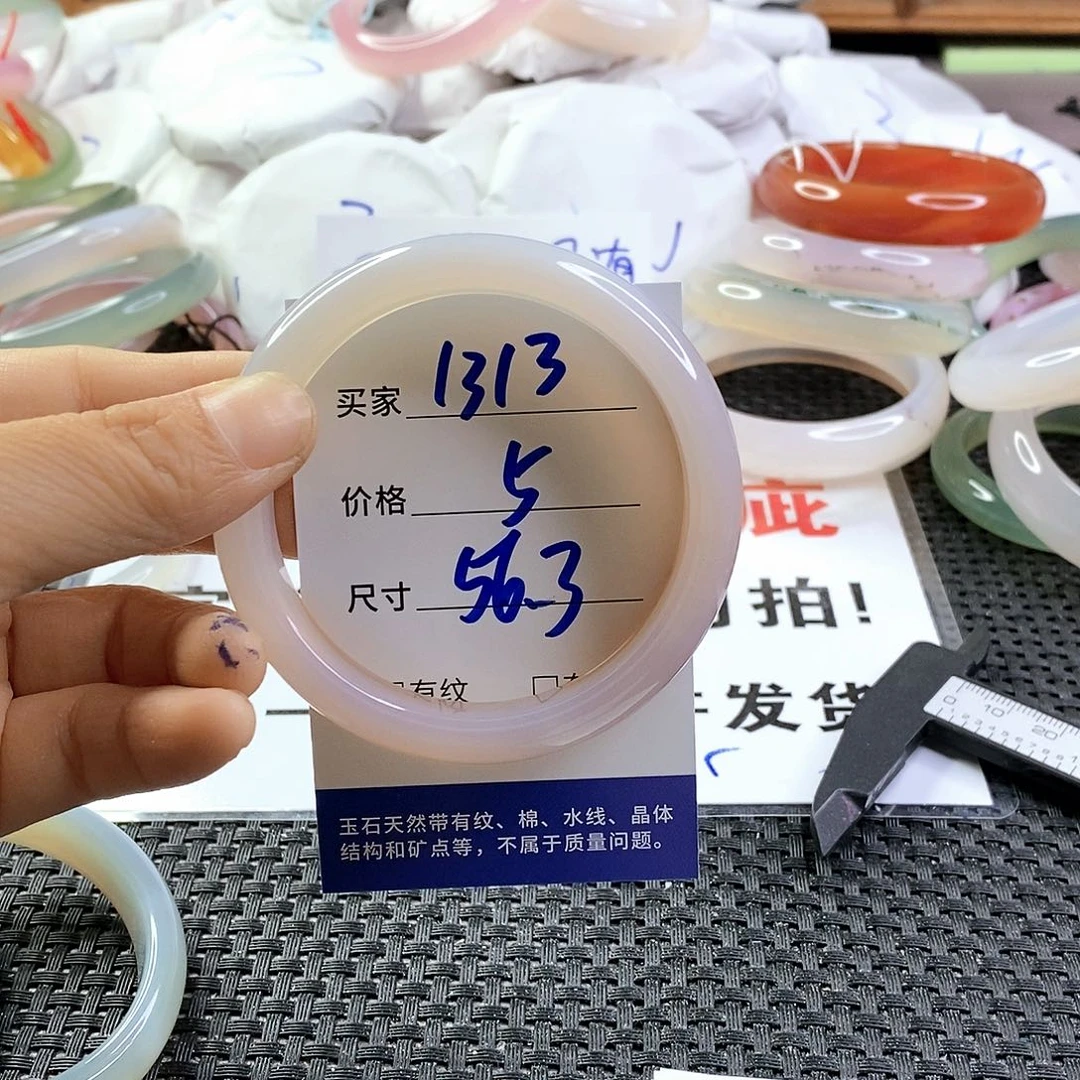 有
买家 1313
价格 5
尺寸 56.3
有纹
疵
拍!
发货
玉石天然带有纹、棉、水线、晶体
结构和矿点等，不属于质量问题。
0 10 20